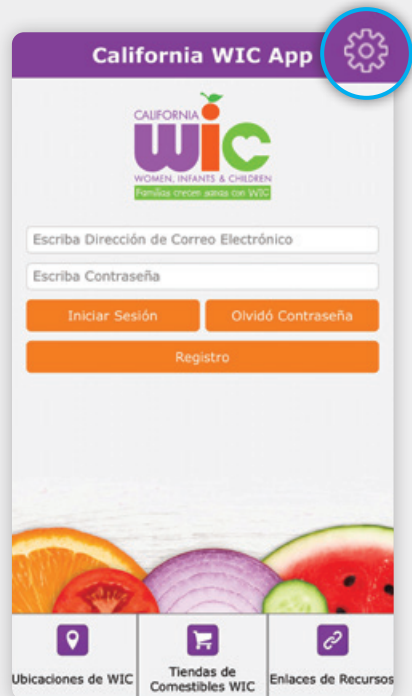 California WIC App
CALIFORNIA
wic
WOMEN, INFANTS & CHILDREN
Familias crecen sanas con WIC
Escriba Dirección de Correo Electrónico
Escriba Contraseña
Iniciar Sesión
Olvidó Contraseña
Registro
Ubicaciones de WIC
Tiendas de
Comestibles WIC
Enlaces de Recursos